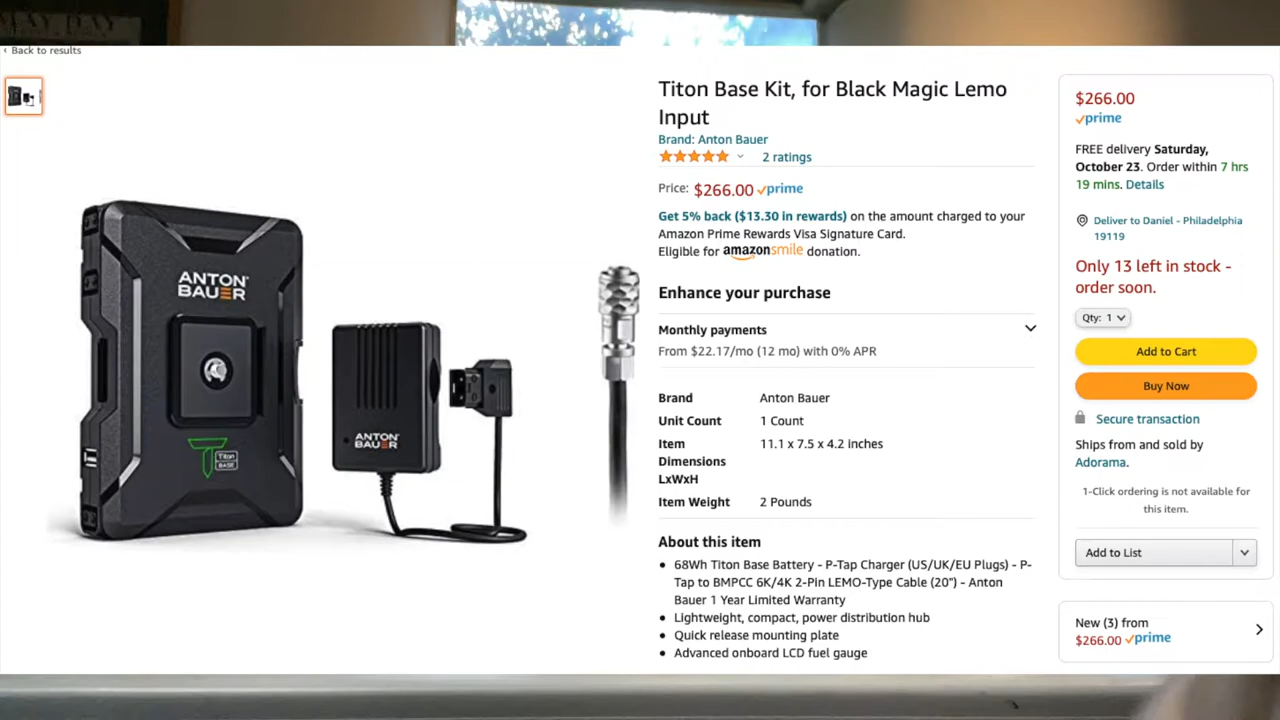 ‹ Back to results
Titon Base Kit, for Black Magic Lemo
Input
Brand: Anton Bauer
2 ratings
Price: $266.00 prime
Get 5% back ($13.30 in rewards) on the amount charged to your
Amazon Prime Rewards Visa Signature Card.
Eligible for amazonsmile donation.
Enhance your purchase
Monthly payments
From $22.17/mo (12 mo) with 0% APR
Brand Anton Bauer
Unit Count 1 Count
Item 11.1 x 7.5 x 4.2 inches
Dimensions
LxWxH
Item Weight 2 Pounds
About this item
• 68Wh Titon Base Battery - P-Tap Charger (US/UK/EU Plugs) - P-
Tap to BMPCC 6K/4K 2-Pin LEMO-Type Cable (20") - Anton
Bauer 1 Year Limited Warranty
• Lightweight, compact, power distribution hub
• Quick release mounting plate
• Advanced onboard LCD fuel gauge
$266.00
prime
FREE delivery Saturday,
October 23. Order within 7 hrs
19 mins. Details
Deliver to Daniel - Philadelphia
19119
Only 13 left in stock -
order soon.
Qty: 1
Add to Cart
Buy Now
Secure transaction
Ships from and sold by
Adorama.
1-Click ordering is not available for
this item.
Add to List
New (3) from
$266.00 prime
ANTON
BAUER
Titon
BASE
ANTON
BAUER